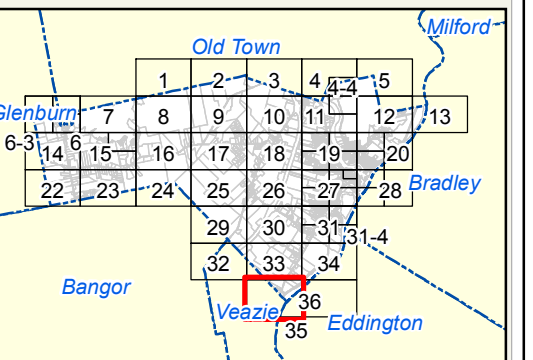 Milford
Old Town
1 2 3 4 5
4-4
Glenburn 7 8 9 10 11 12 13
6-3 6
14 15 16 17 18 19 20
22 23 24 25 26 27 28
Bradley
29 30 31 31-4
32 33 34
Bangor
Veazie 36
35 Eddington